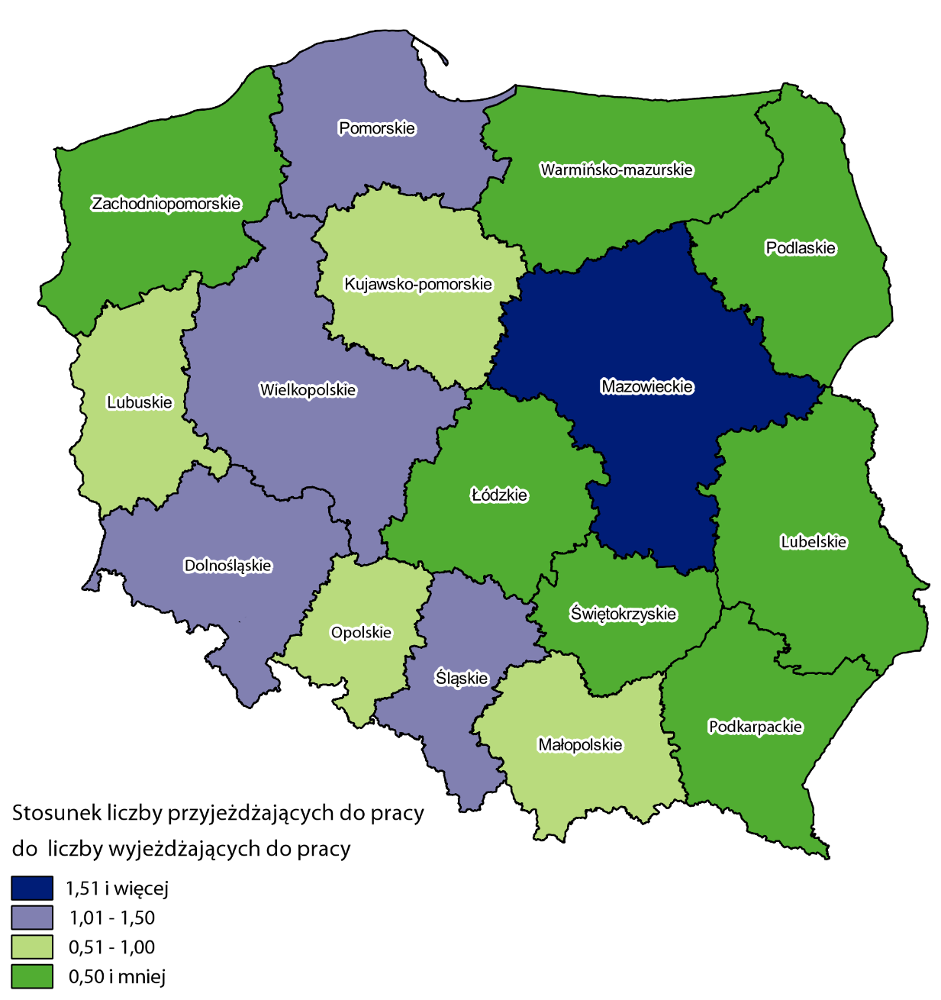 Pomorskie
Warmińsko-mazurskie
Zachodniopomorskie
Podlaskie
Kujawsko-pomorskie
Mazowieckie
Wielkopolskie
Lubuskie
Łódzkie
Lubelskie
Dolnośląskie
Świętokrzyskie
Opolskie
Śląskie
Podkarpackie
Małopolskie
Stosunek liczby przyjeżdżających do pracy
do liczby wyjeżdżających do pracy
1,51 i więcej
1,01 - 1,50
0,51 - 1,00
0,50 i mniej